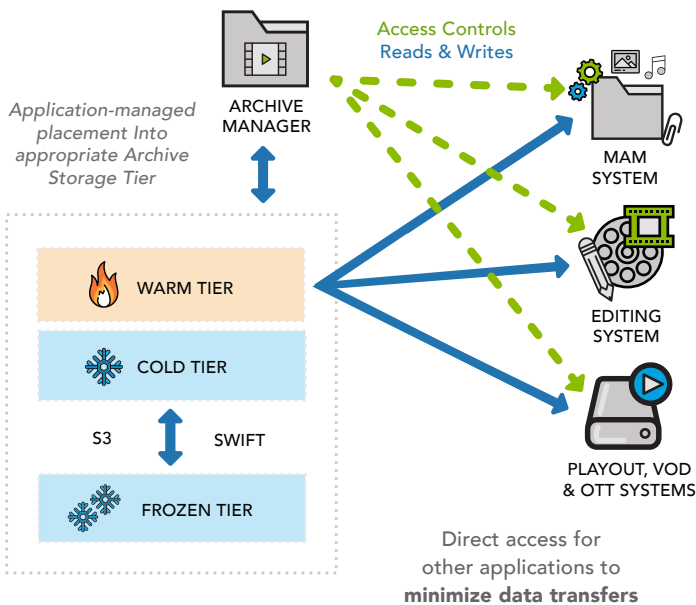 Access Controls
Reads & Writes
ARCHIVE
MANAGER
Application-managed
placement Into
appropriate Archive
Storage Tier
MAM
SYSTEM
WARM TIER
EDITING
SYSTEM
COLD TIER
S3
SWIFT
FROZEN TIER
PLAYOUT, VOD
& OTT SYSTEMS
Direct access for
other applications to
minimize data transfers